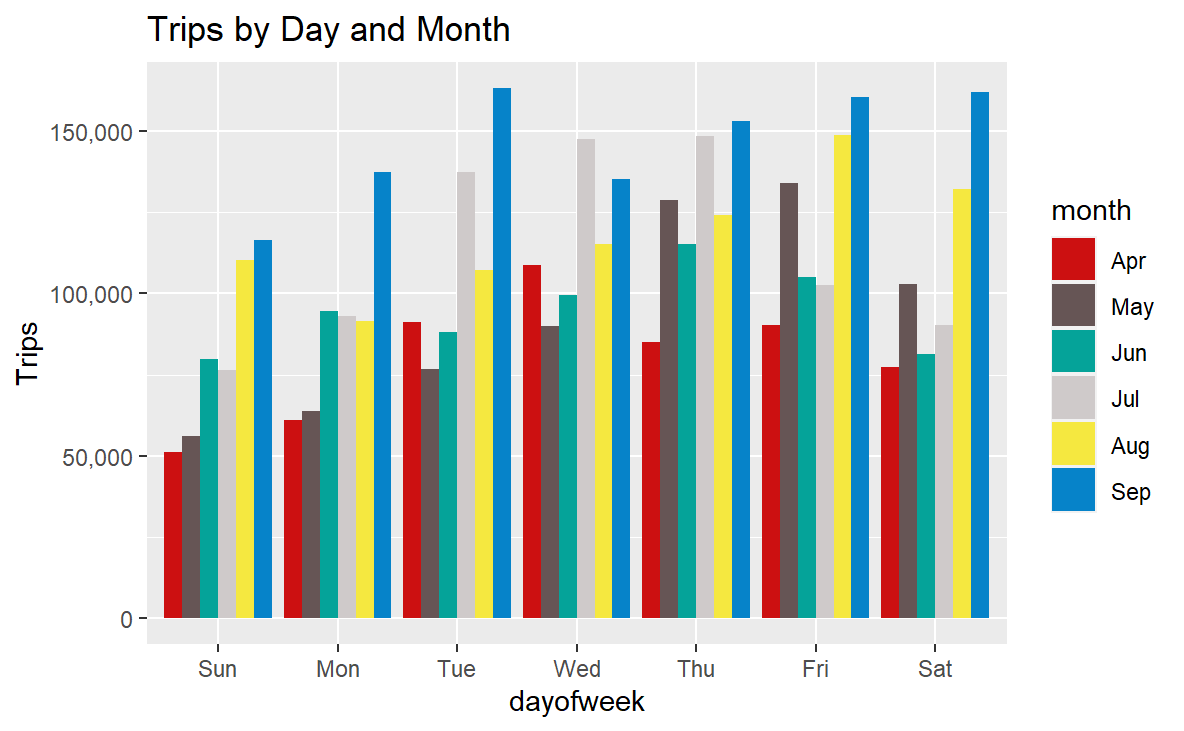 Trips by Day and Month
Trips
150,000
100,000
50,000
0
Sun Mon Tue Wed Thu Fri Sat
dayofweek
month
Apr
May
Jun
Jul
Aug
Sep